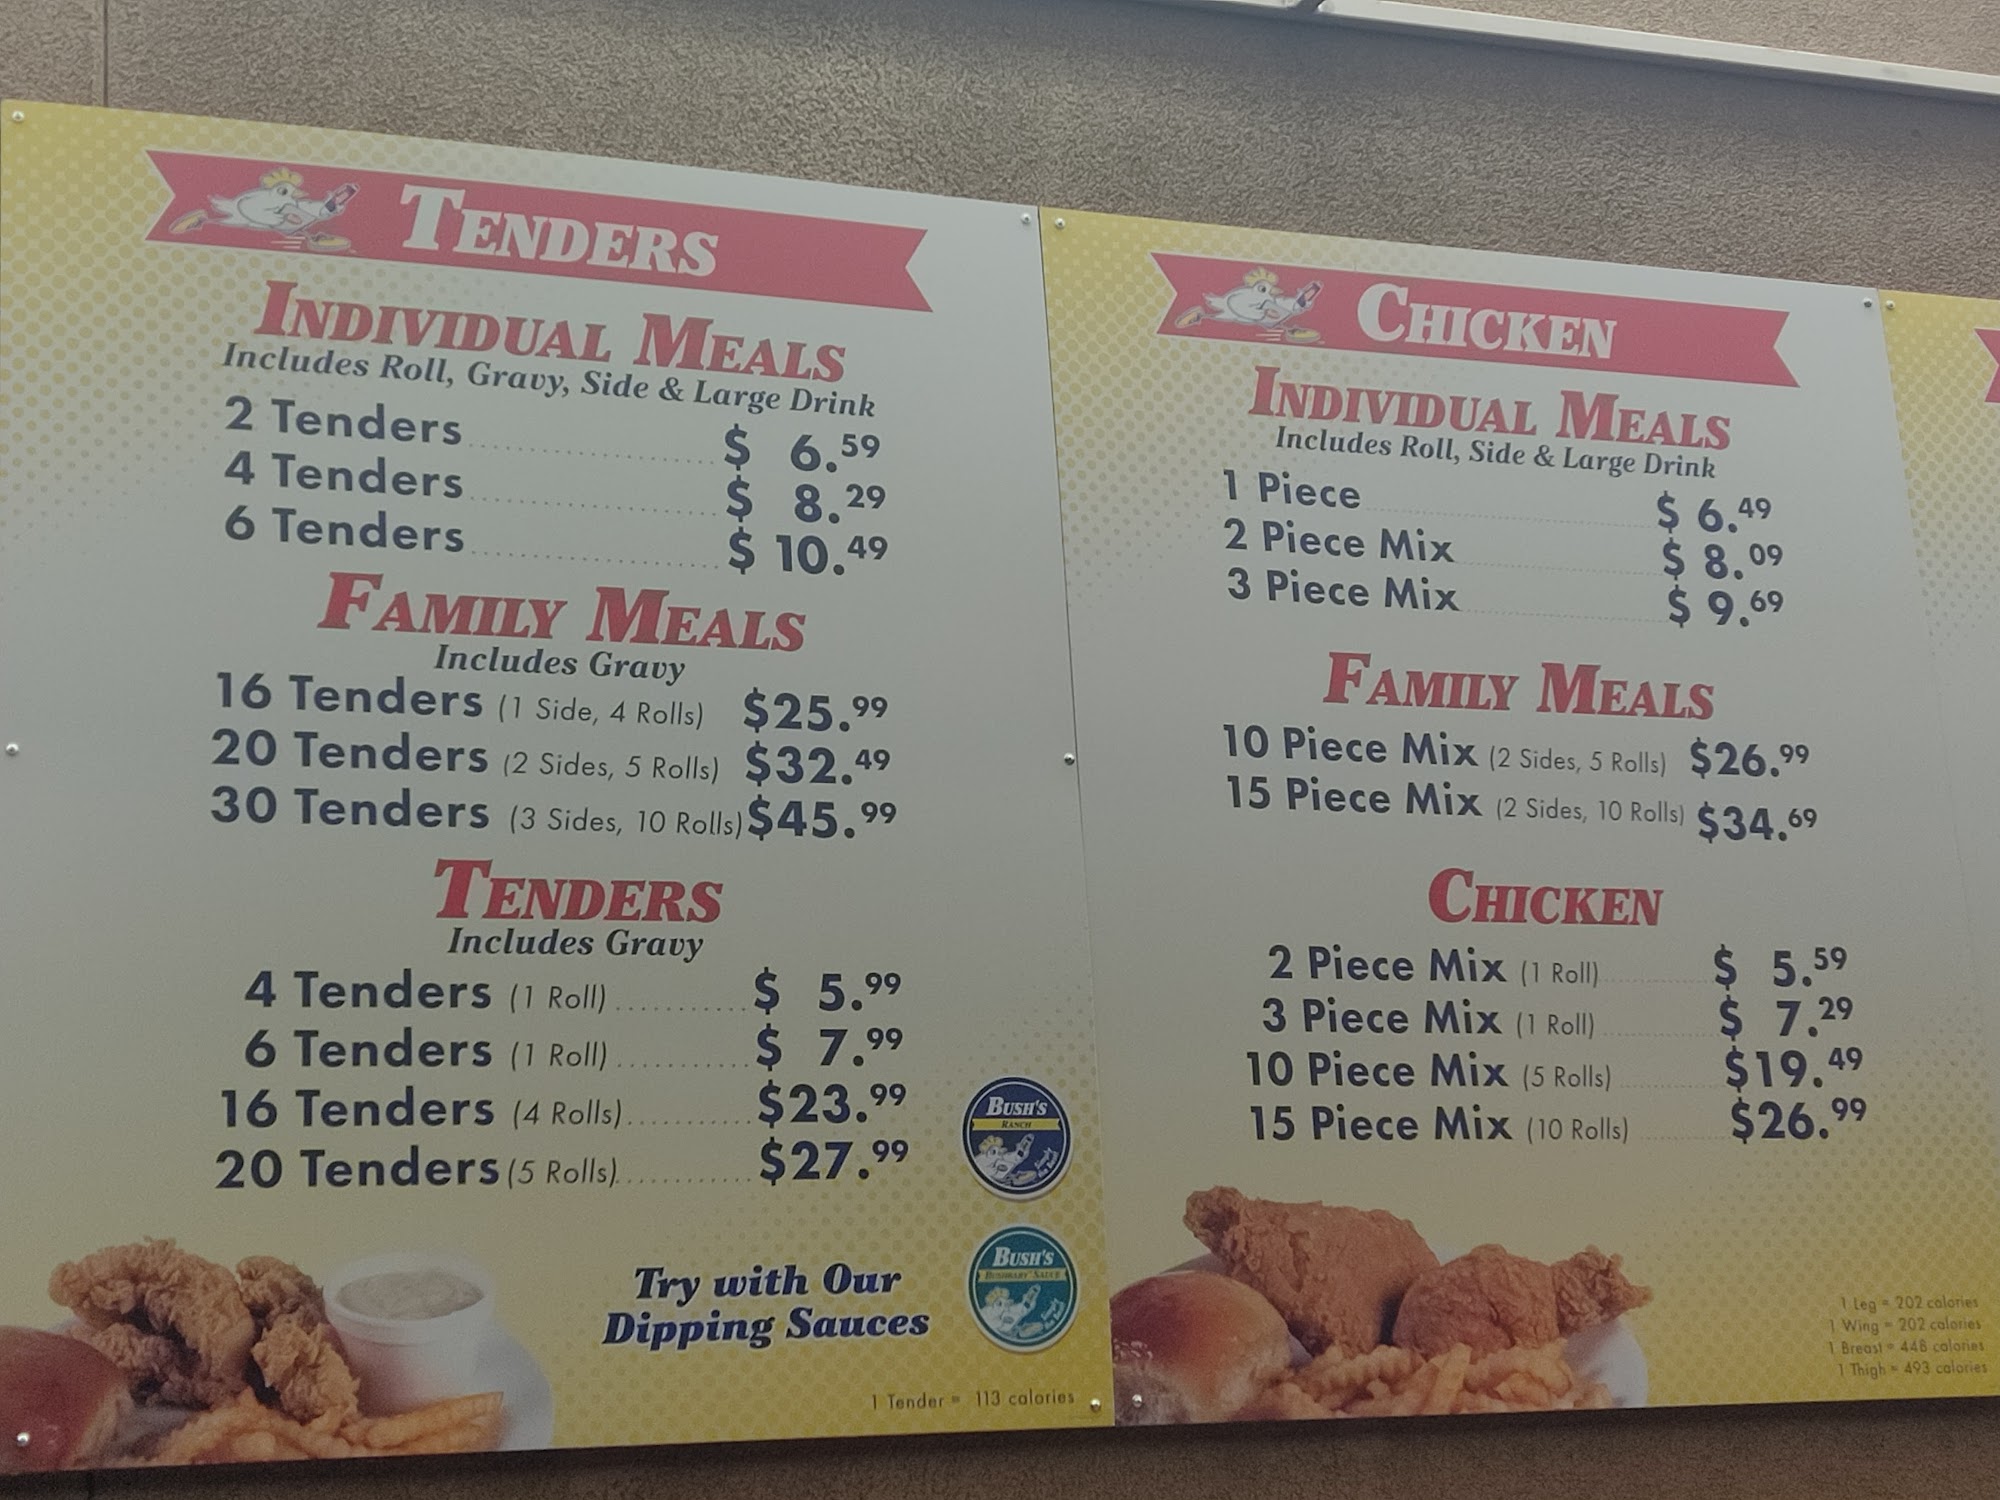 TENDERS
INDIVIDUAL MEALS
Includes Roll, Gravy, Side & Large Drink
2 Tenders $ 6.59
4 Tenders $ 8.29
6 Tenders $ 10.49
FAMILY MEALS
Includes Gravy
16 Tenders (1 Side, 4 Rolls) $25.99
20 Tenders (2 Sides, 5 Rolls) $32.49
30 Tenders (3 Sides, 10 Rolls) $45.99
TENDERS
Includes Gravy
4 Tenders (1 Roll) $ 5.99
6 Tenders (1 Roll) $ 7.99
16 Tenders (4 Rolls) $23.99
20 Tenders (5 Rolls) $27.99
BUSH'S
RANCH
BUSH'S
Try with Our
Dipping Sauces
1 Tender = 113 calories
CHICKEN
INDIVIDUAL MEALS
Includes Roll, Side & Large Drink
1 Piece $ 6.49
2 Piece Mix $ 8.09
3 Piece Mix $ 9.69
FAMILY MEALS
10 Piece Mix (2 Sides, 5 Rolls) $26.99
15 Piece Mix (2 Sides, 10 Rolls) $34.69
CHICKEN
2 Piece Mix (1 Roll) $ 5.59
3 Piece Mix (1 Roll) $ 7.29
10 Piece Mix (5 Rolls) $19.49
15 Piece Mix (10 Rolls) $26.99
1 Leg = 202 calories
1 Wing = 202 calories
1 Breast = 448 calories
1 Thigh = 493 calories